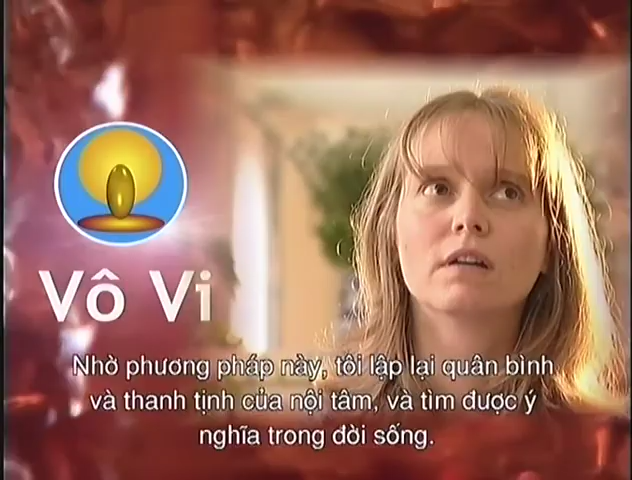 Vô Vi
Nhờ phương pháp này, tôi lập lại quân bình
và thanh tịnh của nội tâm, và tìm được ý
nghĩa trong đời sống.